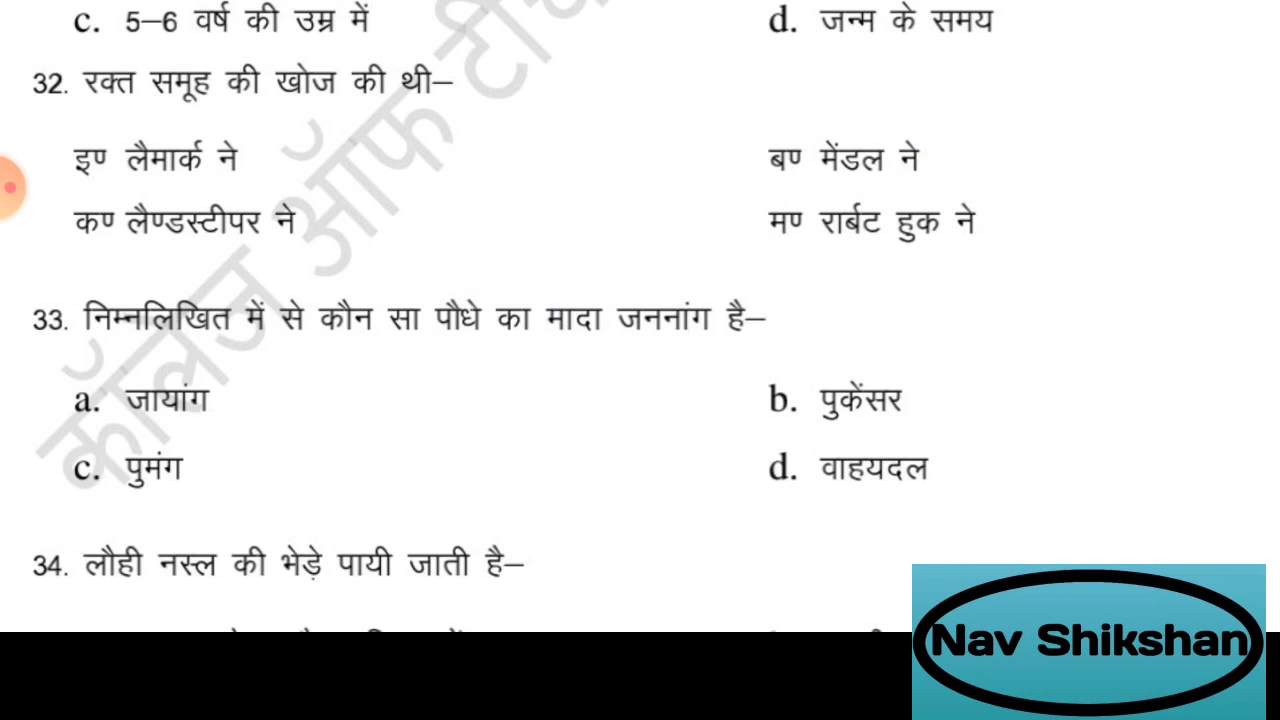 c. 5–6 वर्ष की उम्र में
d. जन्म के समय
32. रक्त समूह की खोज की थी–
इण् लैमार्क ने
बण् मेंडल ने
कण् लैण्डस्टीपर ने
मण् रार्बट हुक ने
33. निम्नलिखित में से कौन सा पौधे का मादा जननांग है–
a. जायांग
b. पुकेंसर
c. पुमंग
d. वाहयदल
34. लौही नस्ल की भेड़े पायी जाती है–
कॉलेज ऑफ
Nav Shikshan